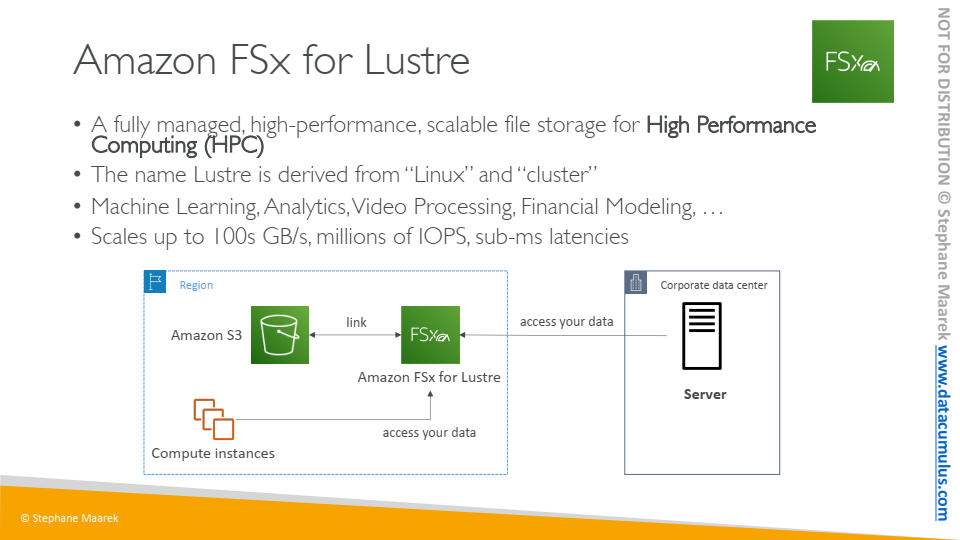 Amazon FSx for Lustre
FSx
• A fully managed, high-performance, scalable file storage for High Performance
Computing (HPC)
• The name Lustre is derived from “Linux” and “cluster”
• Machine Learning, Analytics, Video Processing, Financial Modeling, …
• Scales up to 100s GB/s, millions of IOPS, sub-ms latencies
Region
Corporate data center
Amazon S3
link
FSx
access your data
Amazon FSx for Lustre
Server
access your data
Compute instances
© Stephane Maarek
NOT FOR DISTRIBUTION © Stephane Maarek www.datacumulus.com